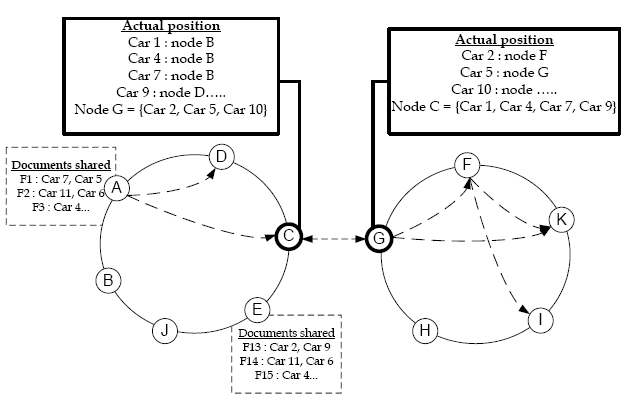 Actual position
Car 1 : node B
Car 4 : node B
Car 7 : node B
Car 9 : node D.....
Node G = {Car 2, Car 5, Car 10}
Actual position
Car 2 : node F
Car 5 : node G
Car 10 : node .....
Node C = {Car 1, Car 4, Car 7, Car 9}
Documents shared
F1 : Car 7, Car 5
F2 : Car 11, Car 6
F3 : Car 4...
A
D
C
B
J
E
G
F
K
I
H
Documents shared
F13 : Car 2, Car 9
F14 : Car 11, Car 6
F15 : Car 4...